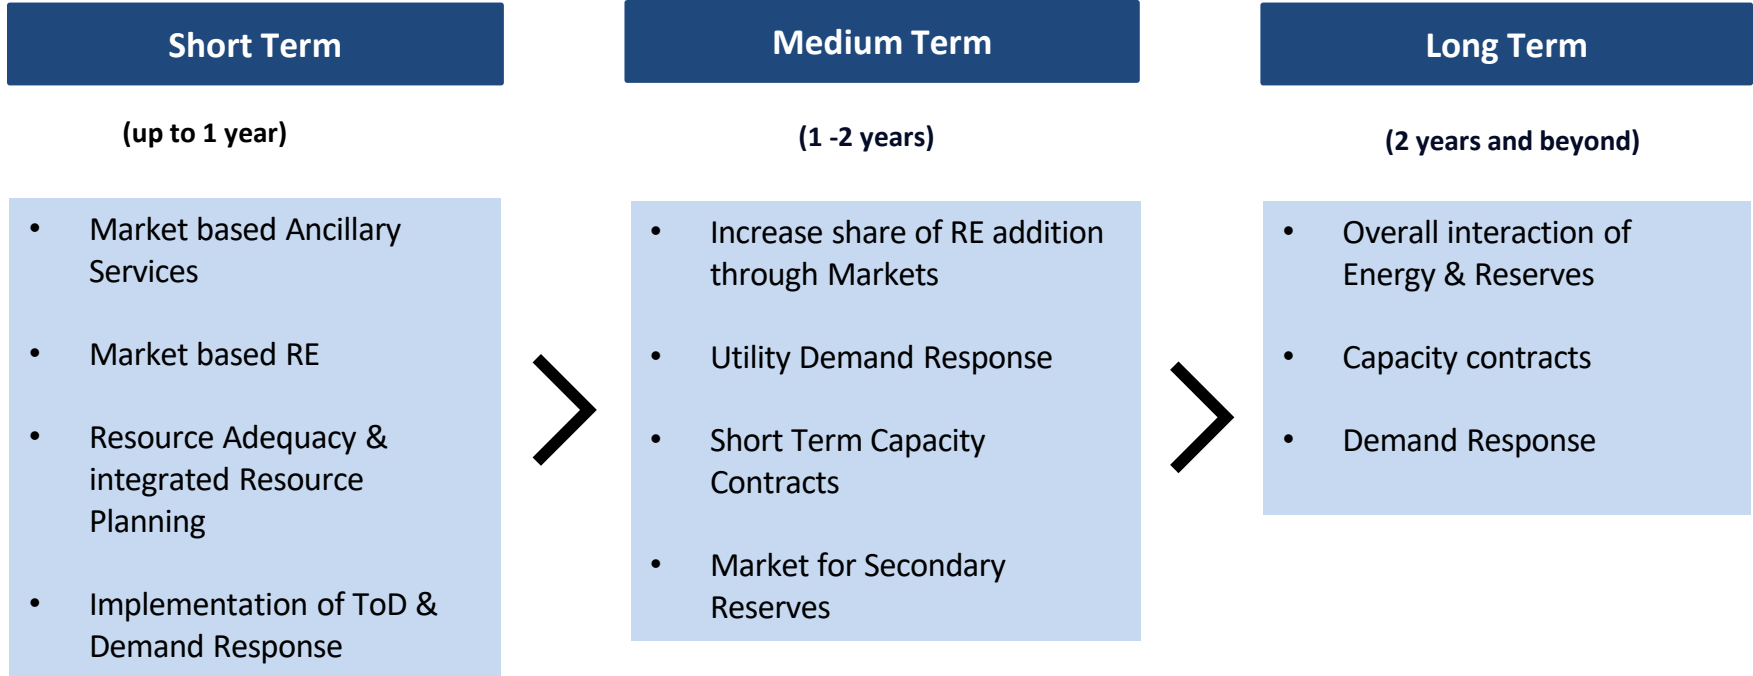 Short Term
(up to 1 year)
• Market based Ancillary
Services
• Market based RE
• Resource Adequacy &
integrated Resource
Planning
• Implementation of ToD &
Demand Response
Medium Term
(1 -2 years)
• Increase share of RE addition
through Markets
• Utility Demand Response
• Short Term Capacity
Contracts
• Market for Secondary
Reserves
Long Term
(2 years and beyond)
• Overall interaction of
Energy & Reserves
• Capacity contracts
• Demand Response